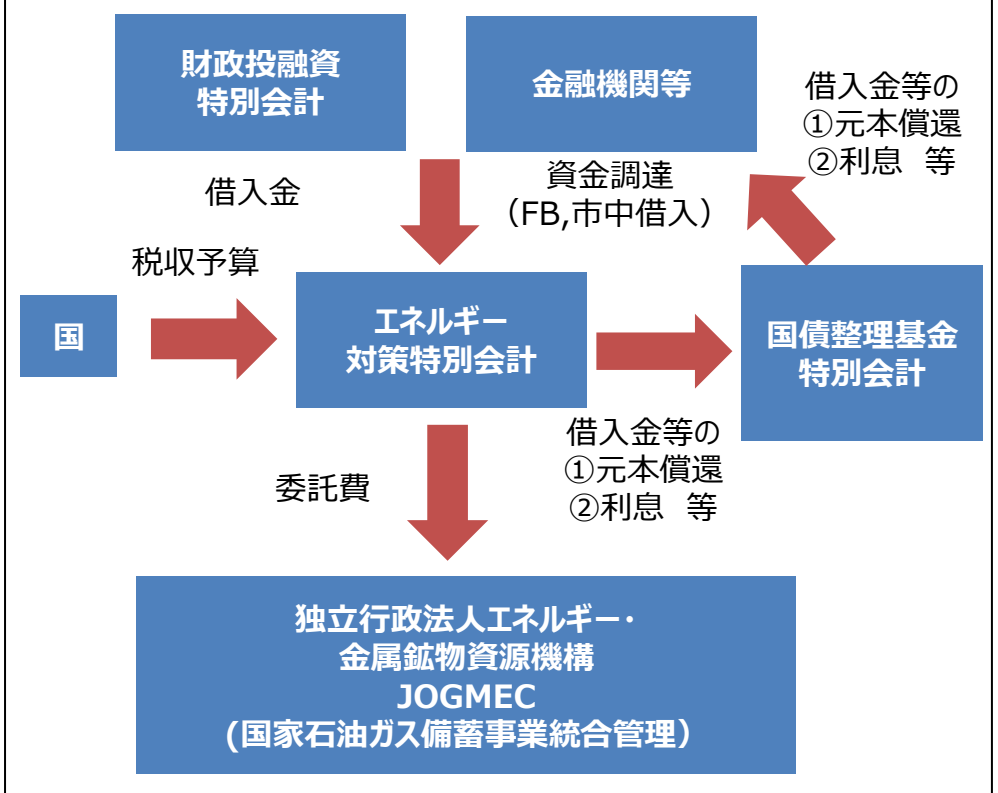 財政投融資
特別会計
金融機関等
借入金等の
①元本償還
②利息　等
借入金
資金調達
（FB,市中借入）
税収予算
国
エネルギー
対策特別会計
国債整理基金
特別会計
借入金等の
①元本償還
②利息　等
委託費
独立行政法人エネルギー・
金属鉱物資源機構
JOGMEC
(国家石油ガス備蓄事業統合管理）